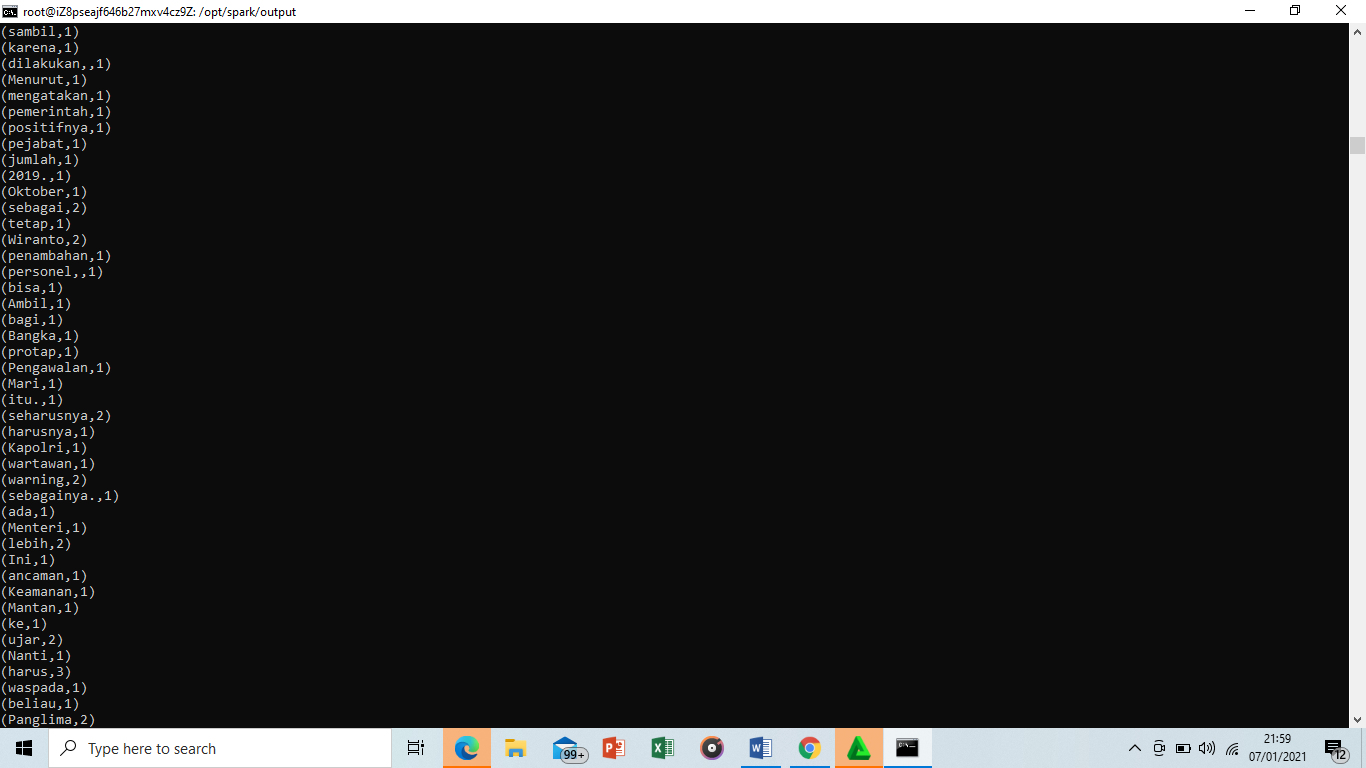 root@iZ8pseajf646b27mxv4cz9Z: /opt/spark/output
(sambil,1)
(karena,1)
(dilakukan,,1)
(Menurut,1)
(mengatakan,1)
(pemerintah,1)
(positifnya,1)
(pejabat,1)
(jumlah,1)
(2019.,1)
(Oktober,1)
(sebagai,2)
(tetap,1)
(Wiranto,2)
(penambahan,1)
(personel,,1)
(bisa,1)
(Ambil,1)
(bagi,1)
(Bangka,1)
(protap,1)
(Pengawalan,1)
(Mari,1)
(itu.,1)
(seharusnya,2)
(harusnya,1)
(Kapolri,1)
(wartawan,1)
(warning,2)
(sebagainya.,1)
(ada,1)
(Menteri,1)
(lebih,2)
(Ini,1)
(ancaman,1)
(Keamanan,1)
(Mantan,1)
(ke,1)
(ujar,2)
(Nanti,1)
(harus,3)
(waspada,1)
(beliau,1)
(Panglima,2)
Type here to search
99+
21:59
07/01/2021
12